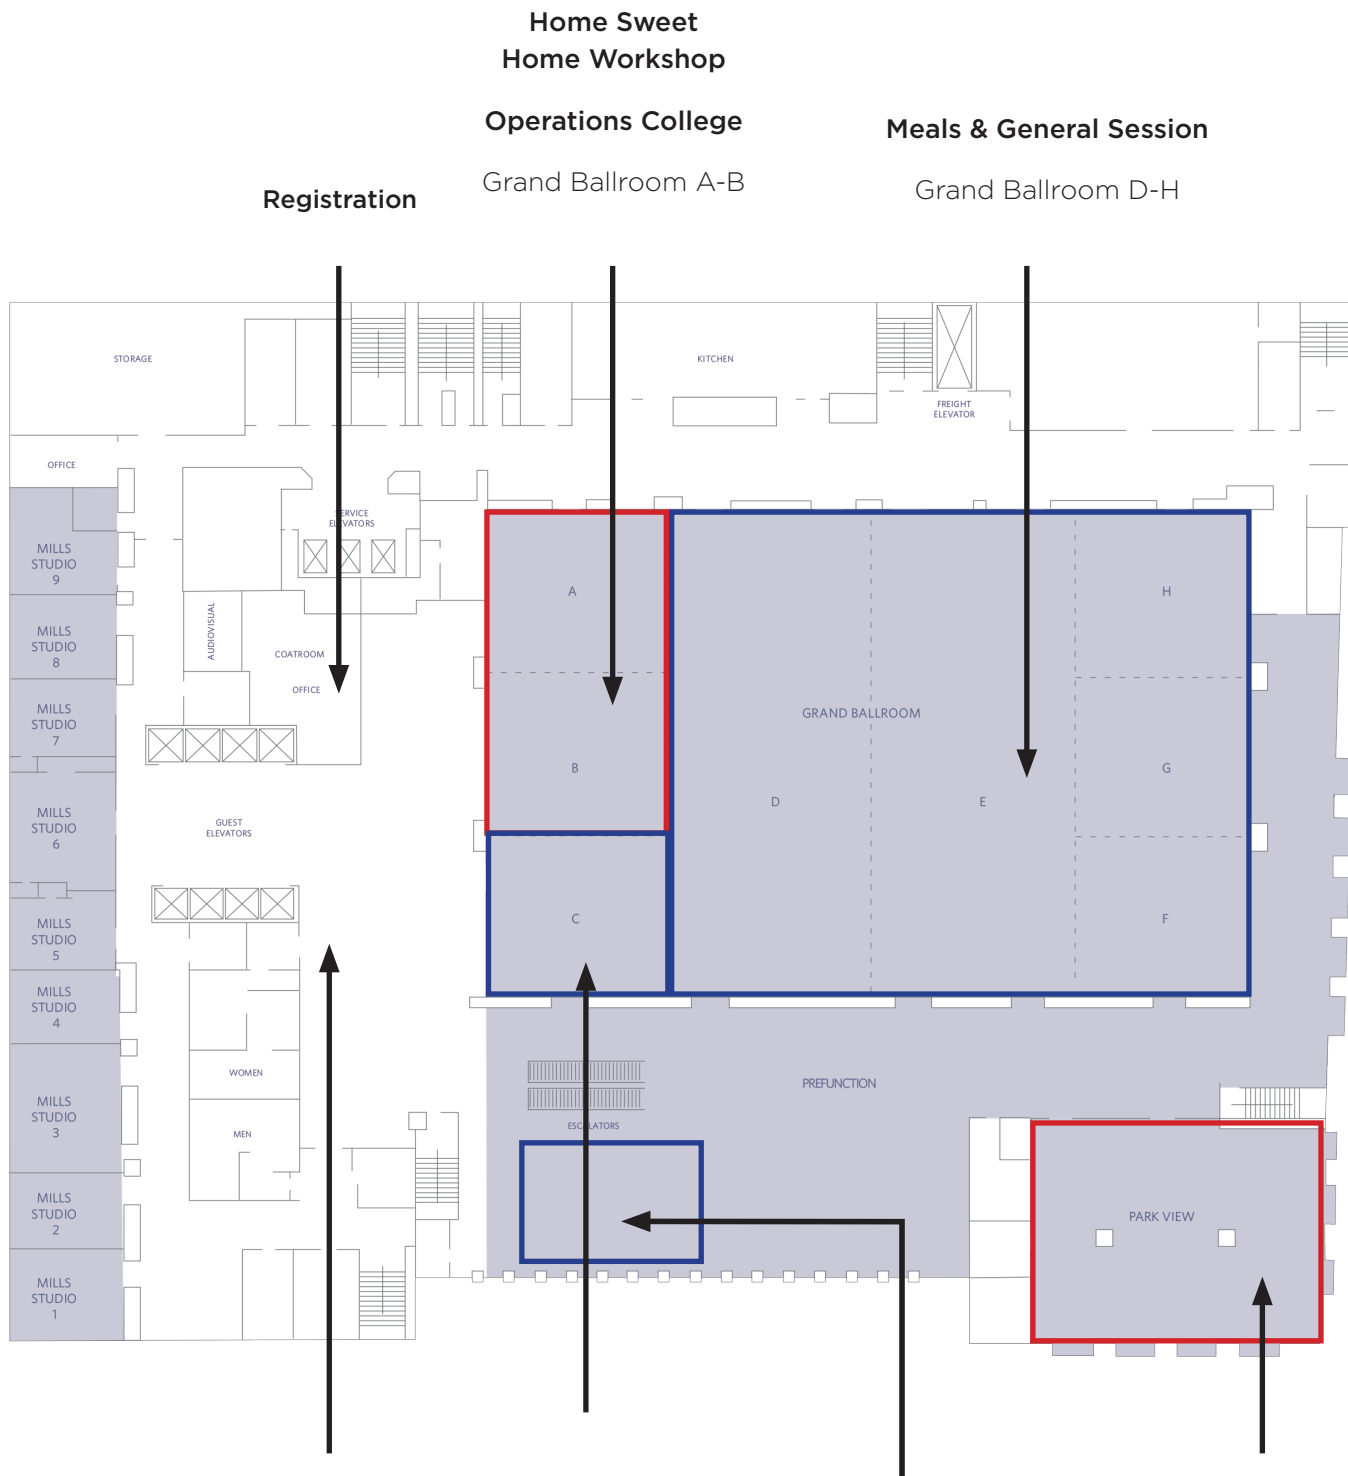 Home Sweet
Home Workshop
Operations College
Grand Ballroom A-B
Meals & General Session
Grand Ballroom D-H
Registration
STORAGE
KITCHEN
FREIGHT
ELEVATOR
OFFICE
SERVICE
ELEVATORS
MILLS
STUDIO
9
AUDIOVISUAL
COATROOM
OFFICE
MILLS
STUDIO
8
MILLS
STUDIO
7
MILLS
STUDIO
6
GUEST
ELEVATORS
MILLS
STUDIO
5
MILLS
STUDIO
4
MILLS
STUDIO
3
MILLS
STUDIO
2
MILLS
STUDIO
1
WOMEN
MEN
A
B
C
GRAND BALLROOM
D
E
H
G
F
PREFUNCTION
ESCALATORS
PARK VIEW